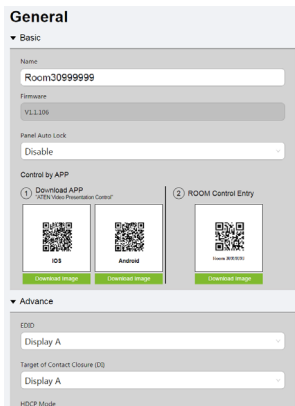 General
Basic
Name
Room30999999
Firmware
V1.1.106
Panel Auto Lock
Disable
Control by APP
1 Download APP
"ATEN Video Presentation Control"
2 ROOM Control Entry
iOS
Android
Download Image
Download Image
Download Image
Advance
EDID
Display A
Target of Contact Closure (DI)
Display A
HDCP Mode